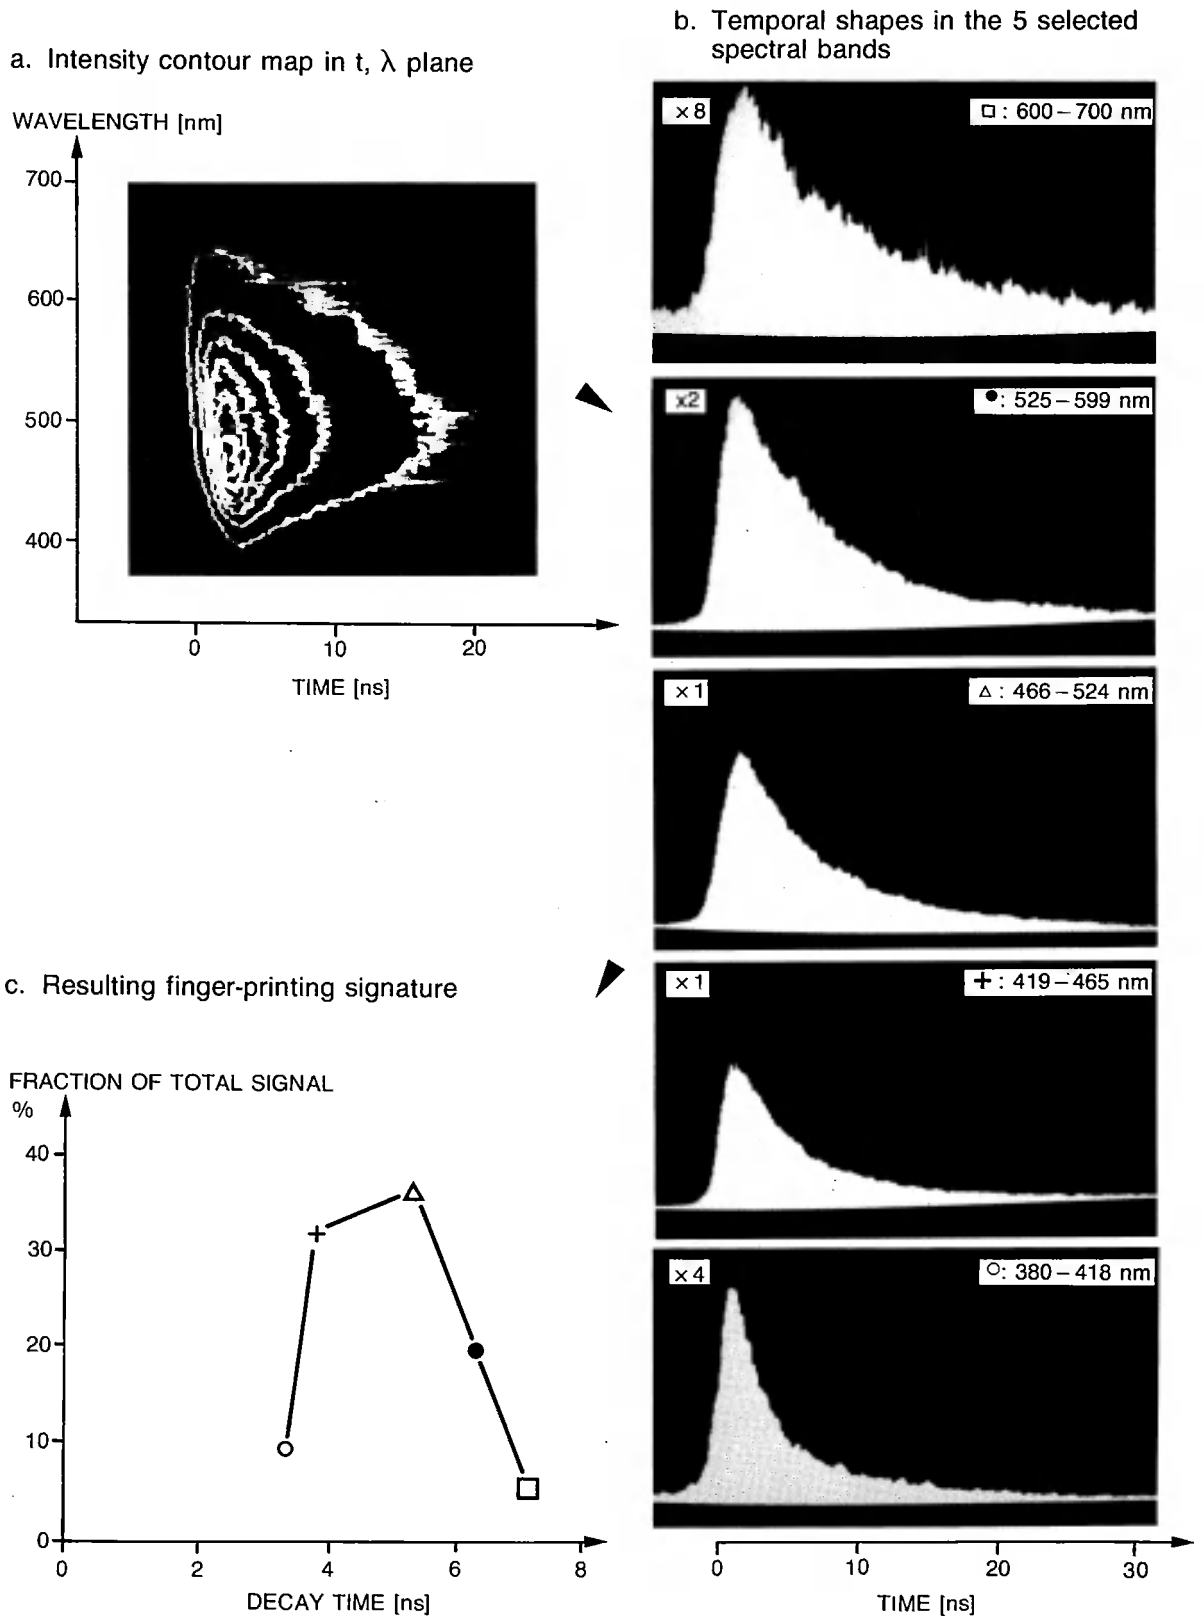 a. Intensity contour map in t, λ plane
WAVELENGTH [nm]
700
600
500
400
0 10 20
TIME [ns]
b. Temporal shapes in the 5 selected
spectral bands
×8 □: 600–700 nm
×2 ●: 525–599 nm
×1 △: 466–524 nm
×1 +: 419–465 nm
×4 ○: 380–418 nm
0 10 20 30
TIME [ns]
c. Resulting finger-printing signature
FRACTION OF TOTAL SIGNAL
%
40
30
20
10
0
0 2 4 6 8
DECAY TIME [ns]